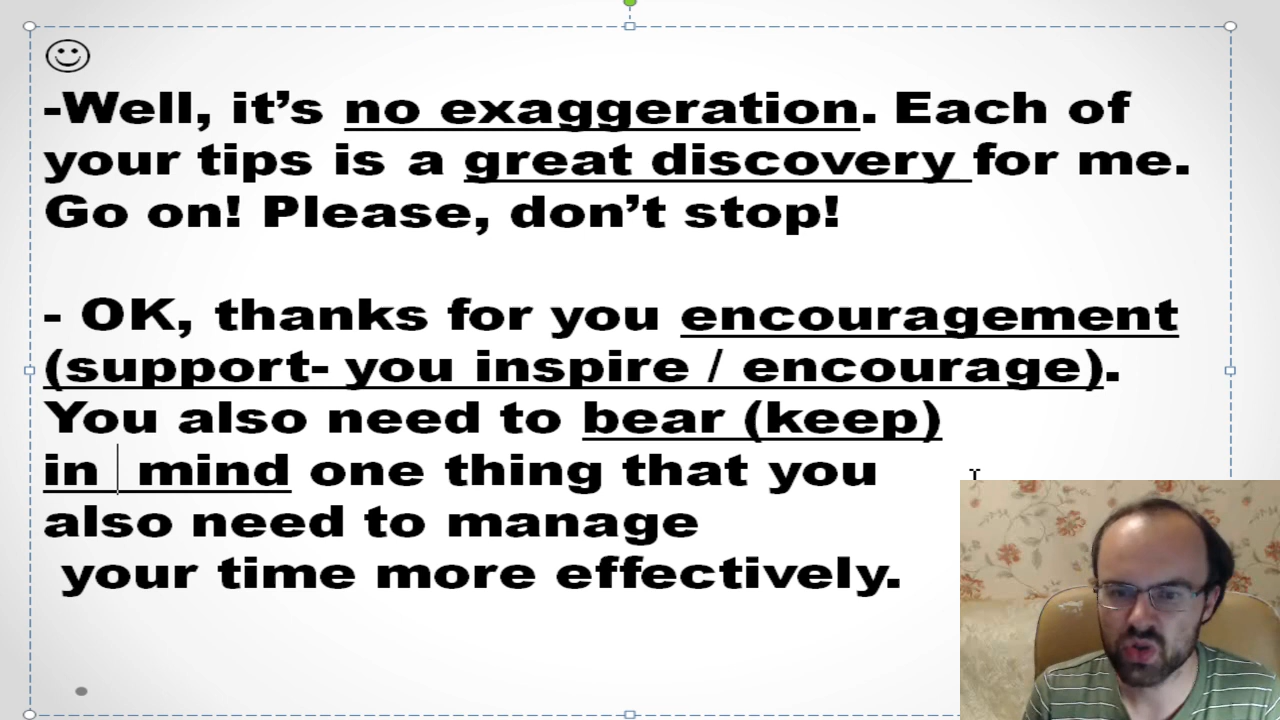 -Well, it’s no exaggeration. Each of
your tips is a great discovery for me.
Go on! Please, don’t stop!
- OK, thanks for you encouragement
(support- you inspire / encourage).
You also need to bear (keep)
in mind one thing that you
also need to manage
your time more effectively.